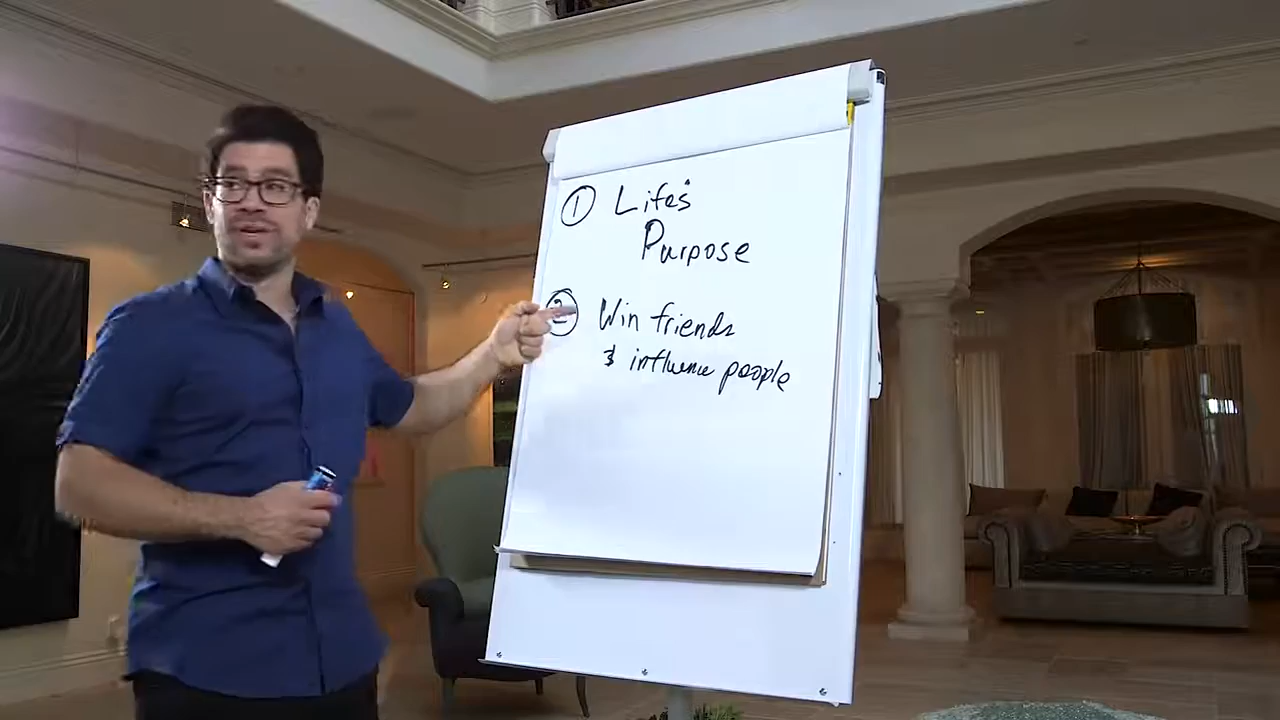 ① Life's
Purpose
② Win friends
& influence people